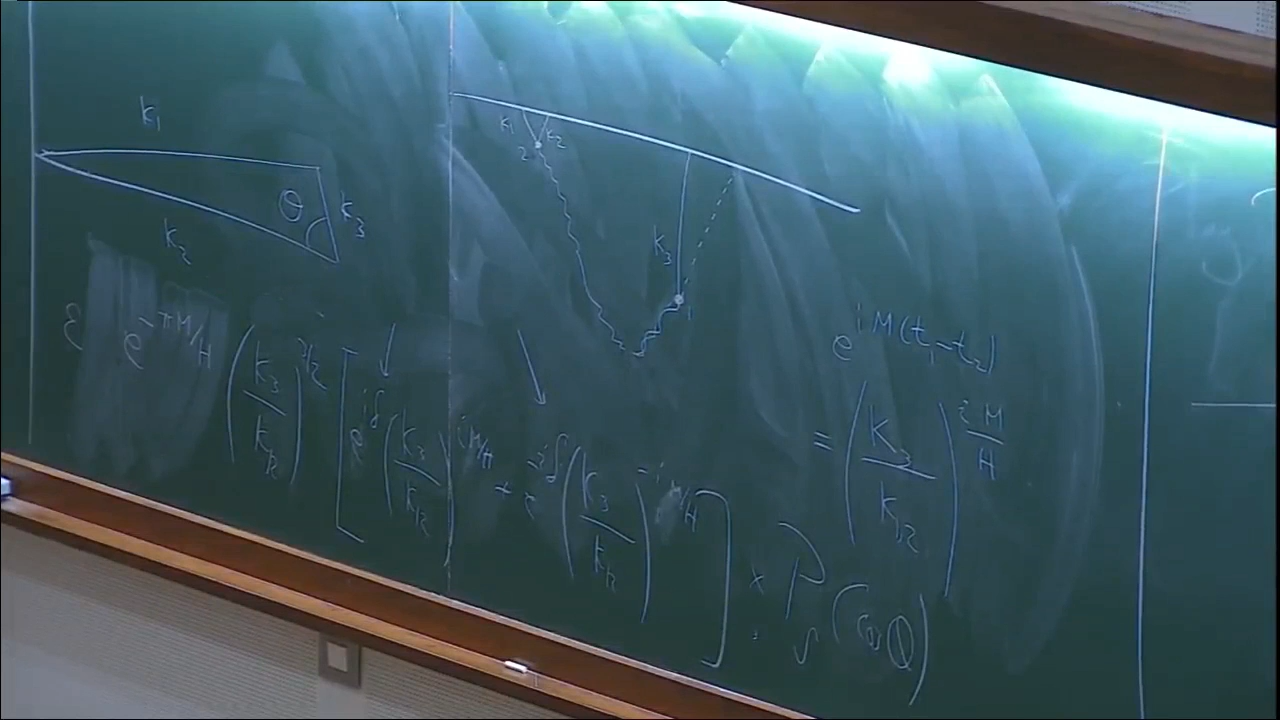 k₁
θ
k₃
k₂
k₁ k₂
2
k₃
1
ε e^{-πM/H} (k₃/k₁₂)^{3/2} [ e^{iδ} (k₃/k₁₂)^{iM/H} + e^{-iδ} (k₃/k₁₂)^{-iM/H} ] × P_S (cos θ)
e^{iM(t₁-t₂)}
= (k₃/k₁₂)^{iM/H}